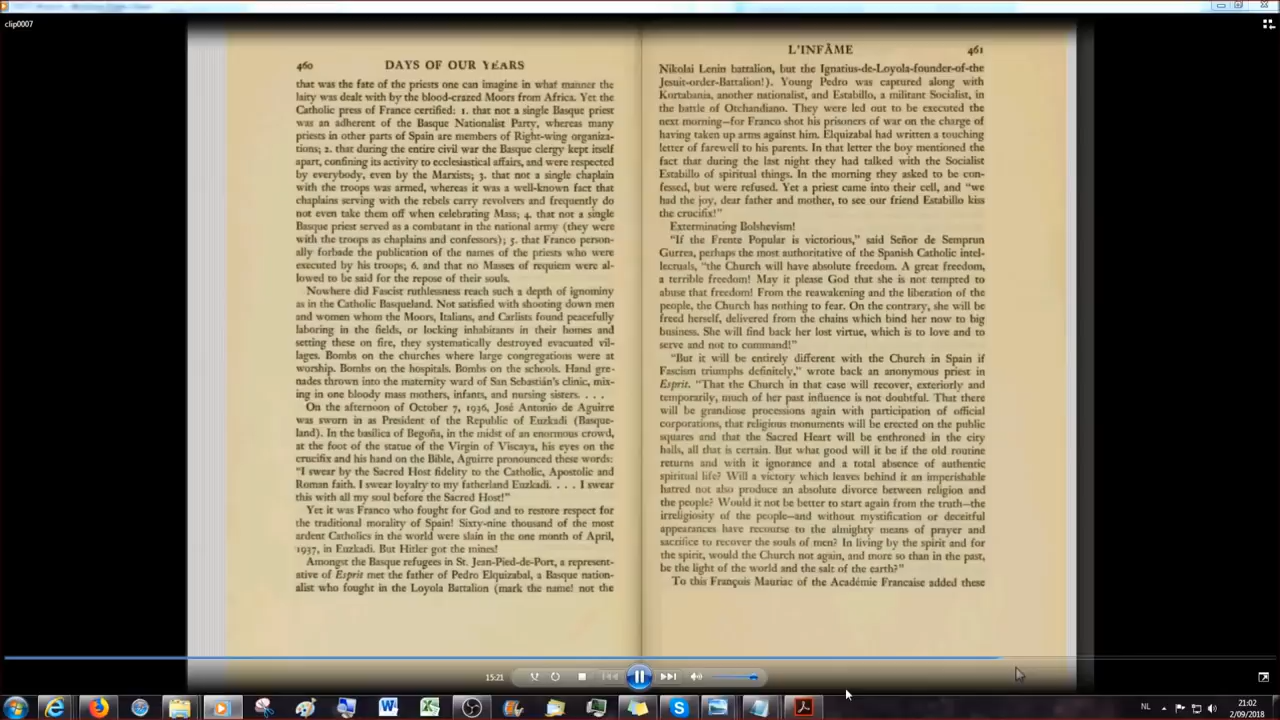 clip0007
460 DAYS OF OUR YEARS
that was the fate of the priests one can imagine in what manner the
laity was dealt with by the blood-crazed Moors from Africa. Yet the
Catholic press of France certified: 1. that not a single Basque priest
was an adherent of the Basque Nationalist Party, whereas many
priests in other parts of Spain are members of Right-wing organiza-
tions; 2. that during the entire civil war the Basque clergy kept itself
apart, confining its activity to ecclesiastical affairs, and were respected
by everybody, even by the Marxists; 3. that not a single chaplain
with the troops was armed, whereas it was a well-known fact that
chaplains serving with the rebels carry revolvers and frequently do
not even take them off when celebrating Mass; 4. that not a single
Basque priest served as a combatant in the national army (they were
with the troops as chaplains and confessors); 5. that Franco person-
ally forbade the publication of the names of the priests who were
executed by his troops; 6. and that no Masses of requiem were al-
lowed to be said for the repose of their souls.
Nowhere did Fascist ruthlessness reach such a depth of ignominy
as in the Catholic Basqueland. Not satisfied with shooting down men
and women whom the Moors, Italians, and Carlists found peacefully
laboring in the fields, or locking inhabitants in their homes and
setting these on fire, they systematically destroyed evacuated vil-
lages. Bombs on the churches where large congregations were at
worship. Bombs on the hospitals. Bombs on the schools. Hand gre-
nades thrown into the maternity ward of San Sebastián's clinic, mix-
ing in one bloody mass mothers, infants, and nursing sisters. . . .
On the afternoon of October 7, 1936, José Antonio de Aguirre
was sworn in as President of the Republic of Euzkadi (Basque-
land). In the basilica of Begoña, in the midst of an enormous crowd,
at the foot of the statue of the Virgin of Viscaya, his eyes on the
crucifix and his hand on the Bible, Aguirre pronounced these words:
"I swear by the Sacred Host fidelity to the Catholic, Apostolic and
Roman faith. I swear loyalty to my fatherland Euzkadi. . . . I swear
this with all my soul before the Sacred Host!"
Yet it was Franco who fought for God and to restore respect for
the traditional morality of Spain! Sixty-nine thousand of the most
ardent Catholics in the world were slain in the one month of April,
1937, in Euzkadi. But Hitler got the mines!
Amongst the Basque refugees in St. Jean-Pied-de-Port, a represent-
ative of Esprit met the father of Pedro Elquizabal, a Basque nation-
alist who fought in the Loyola Battalion (mark the name! not the
L'INFÂME 461
Nikolai Lenin battalion, but the Ignatius-de-Loyola-founder-of-the
Jesuit-order-Battalion!). Young Pedro was captured along with
Kortabania, another nationalist, and Estabillo, a militant Socialist, in
the battle of Otchandiano. They were led out to be executed the
next morning—for Franco shot his prisoners of war on the charge of
having taken up arms against him. Elquizabal had written a touching
letter of farewell to his parents. In that letter the boy mentioned the
fact that during the last night they had talked with the Socialist
Estabillo of spiritual things. In the morning they asked to be con-
fessed, but were refused. Yet a priest came into their cell, and "we
had the joy, dear father and mother, to see our friend Estabillo kiss
the crucifix!"
Exterminating Bolshevism!
"If the Frente Popular is victorious," said Señor de Semprun
Gurrea, perhaps the most authoritative of the Spanish Catholic intel-
lectuals, "the Church will have absolute freedom. A great freedom,
a terrible freedom! May it please God that she is not tempted to
abuse that freedom! From the reawakening and the liberation of the
people, the Church has nothing to fear. On the contrary, she will be
freed herself, delivered from the chains which bind her now to big
business. She will find back her lost virtue, which is to love and to
serve and not to command!"
"But it will be entirely different with the Church in Spain if
Fascism triumphs definitely," wrote back an anonymous priest in
Esprit. "That the Church in that case will recover, exteriorly and
temporarily, much of her past influence is not doubtful. That there
will be grandiose processions again with participation of official
corporations, that religious monuments will be erected on the public
squares and that the Sacred Heart will be enthroned in the city
halls, all that is certain. But what good will it be if the old routine
returns and with it ignorance and a total absence of authentic
spiritual life? Will a victory which leaves behind it an imperishable
hatred not also produce an absolute divorce between religion and
the people? Would it not be better to start again from the truth—the
irreligiosity of the people—and without mystification or deceitful
appearances have recourse to the almighty means of prayer and
sacrifice to recover the souls of men? In living by the spirit and for
the spirit, would the Church not again, and more so than in the past,
be the light of the world and the salt of the earth?"
To this François Mauriac of the Académie Francaise added these
15:21
NL
21:02
2/09/2018